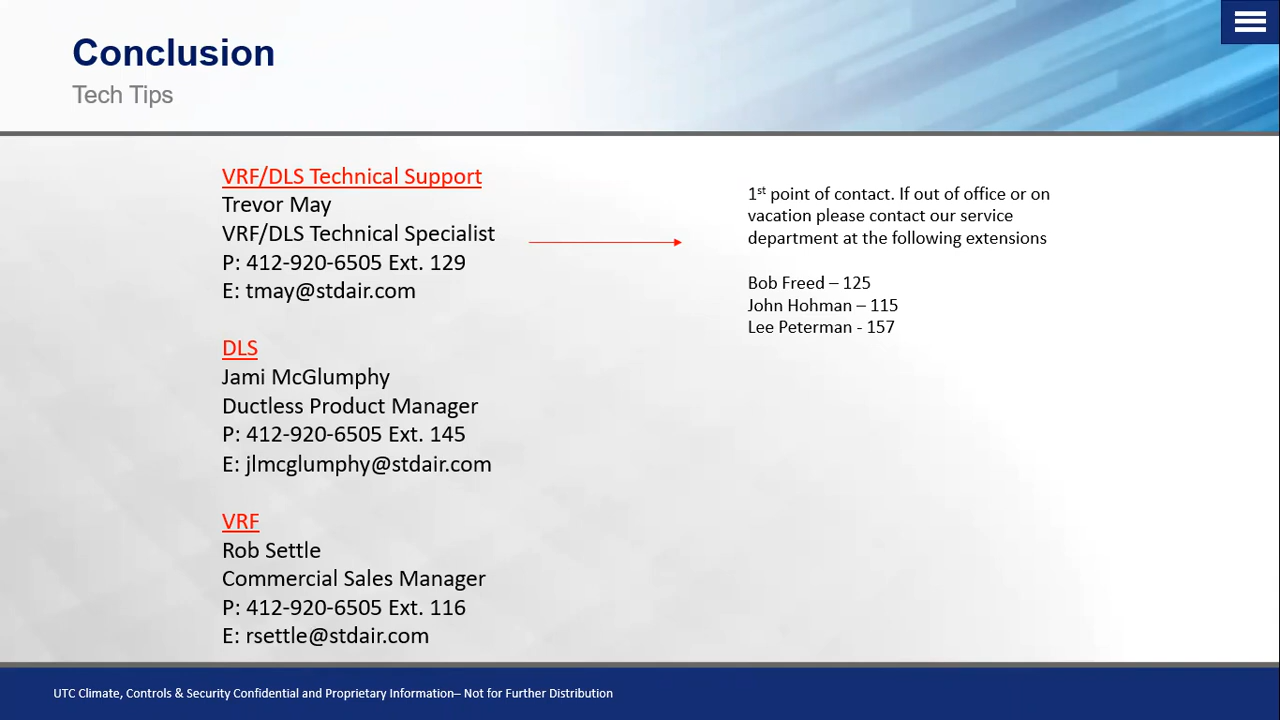 Conclusion
Tech Tips
VRF/DLS Technical Support
Trevor May
VRF/DLS Technical Specialist
P: 412-920-6505 Ext. 129
E: tmay@stdair.com
DLS
Jami McGlumphy
Ductless Product Manager
P: 412-920-6505 Ext. 145
E: jlmcglumphy@stdair.com
VRF
Rob Settle
Commercial Sales Manager
P: 412-920-6505 Ext. 116
E: rsettle@stdair.com
1st point of contact. If out of office or on
vacation please contact our service
department at the following extensions
Bob Freed – 125
John Hohman – 115
Lee Peterman - 157
UTC Climate, Controls & Security Confidential and Proprietary Information– Not for Further Distribution